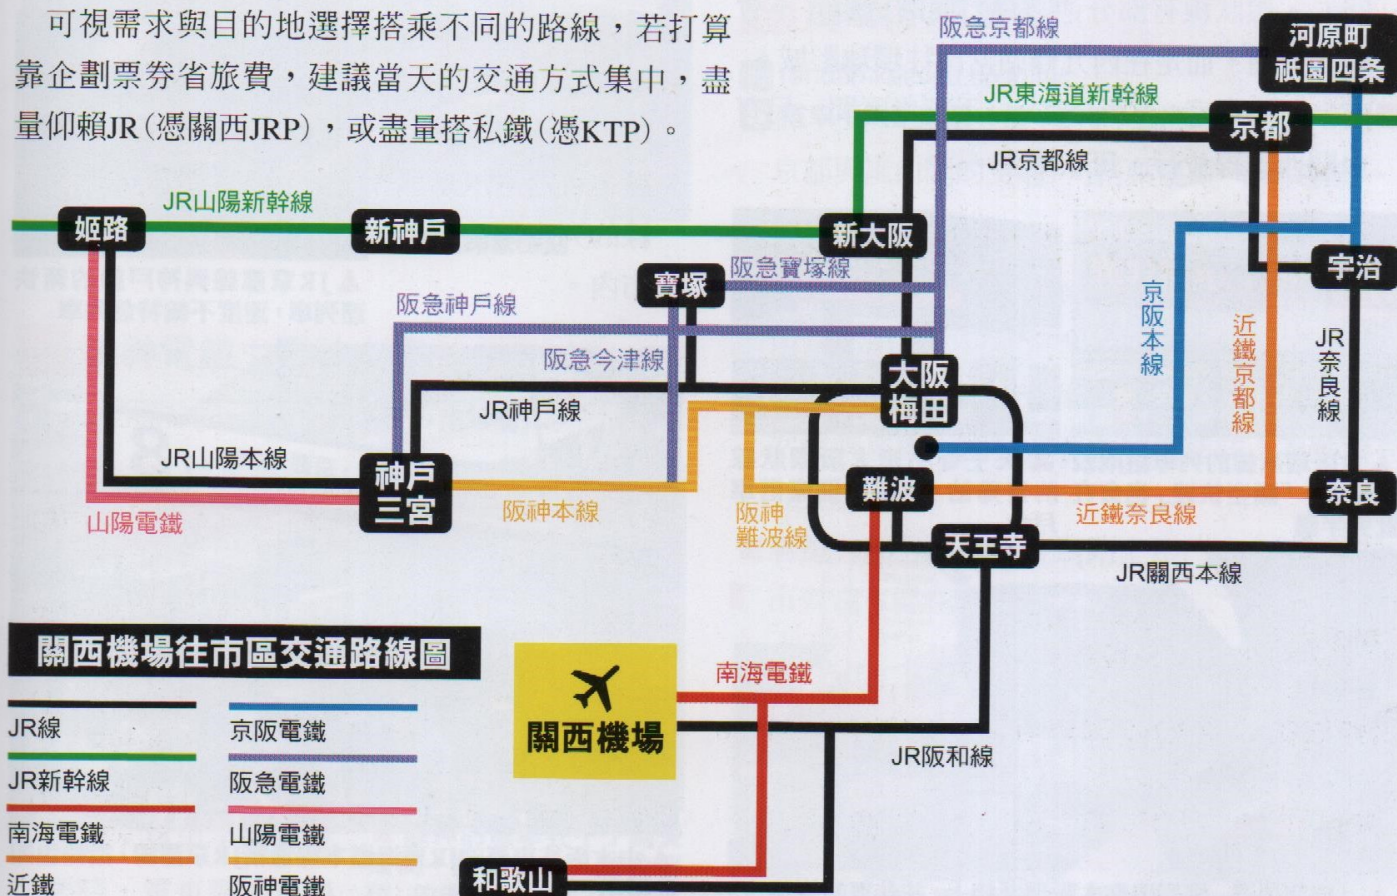 可視需求與目的地選擇搭乘不同的路線，若打算
靠企劃票券省旅費，建議當天的交通方式集中，盡
量仰賴JR(憑關西JRP)，或盡量搭私鐵(憑KTP)。
阪急京都線
河原町
祇園四条
JR東海道新幹線
京都
JR京都線
JR山陽新幹線
姬路
新神戶
新大阪
寶塚
阪急寶塚線
宇治
阪急神戶線
京阪本線
近鐵京都線
JR奈良線
阪急今津線
大阪
梅田
JR神戶線
JR山陽本線
神戶
三宮
難波
奈良
山陽電鐵
阪神本線
阪神
難波線
近鐵奈良線
天王寺
JR關西本線
關西機場往市區交通路線圖
關西機場
南海電鐵
JR阪和線
JR線
京阪電鐵
JR新幹線
阪急電鐵
南海電鐵
山陽電鐵
近鐵
阪神電鐵
和歌山